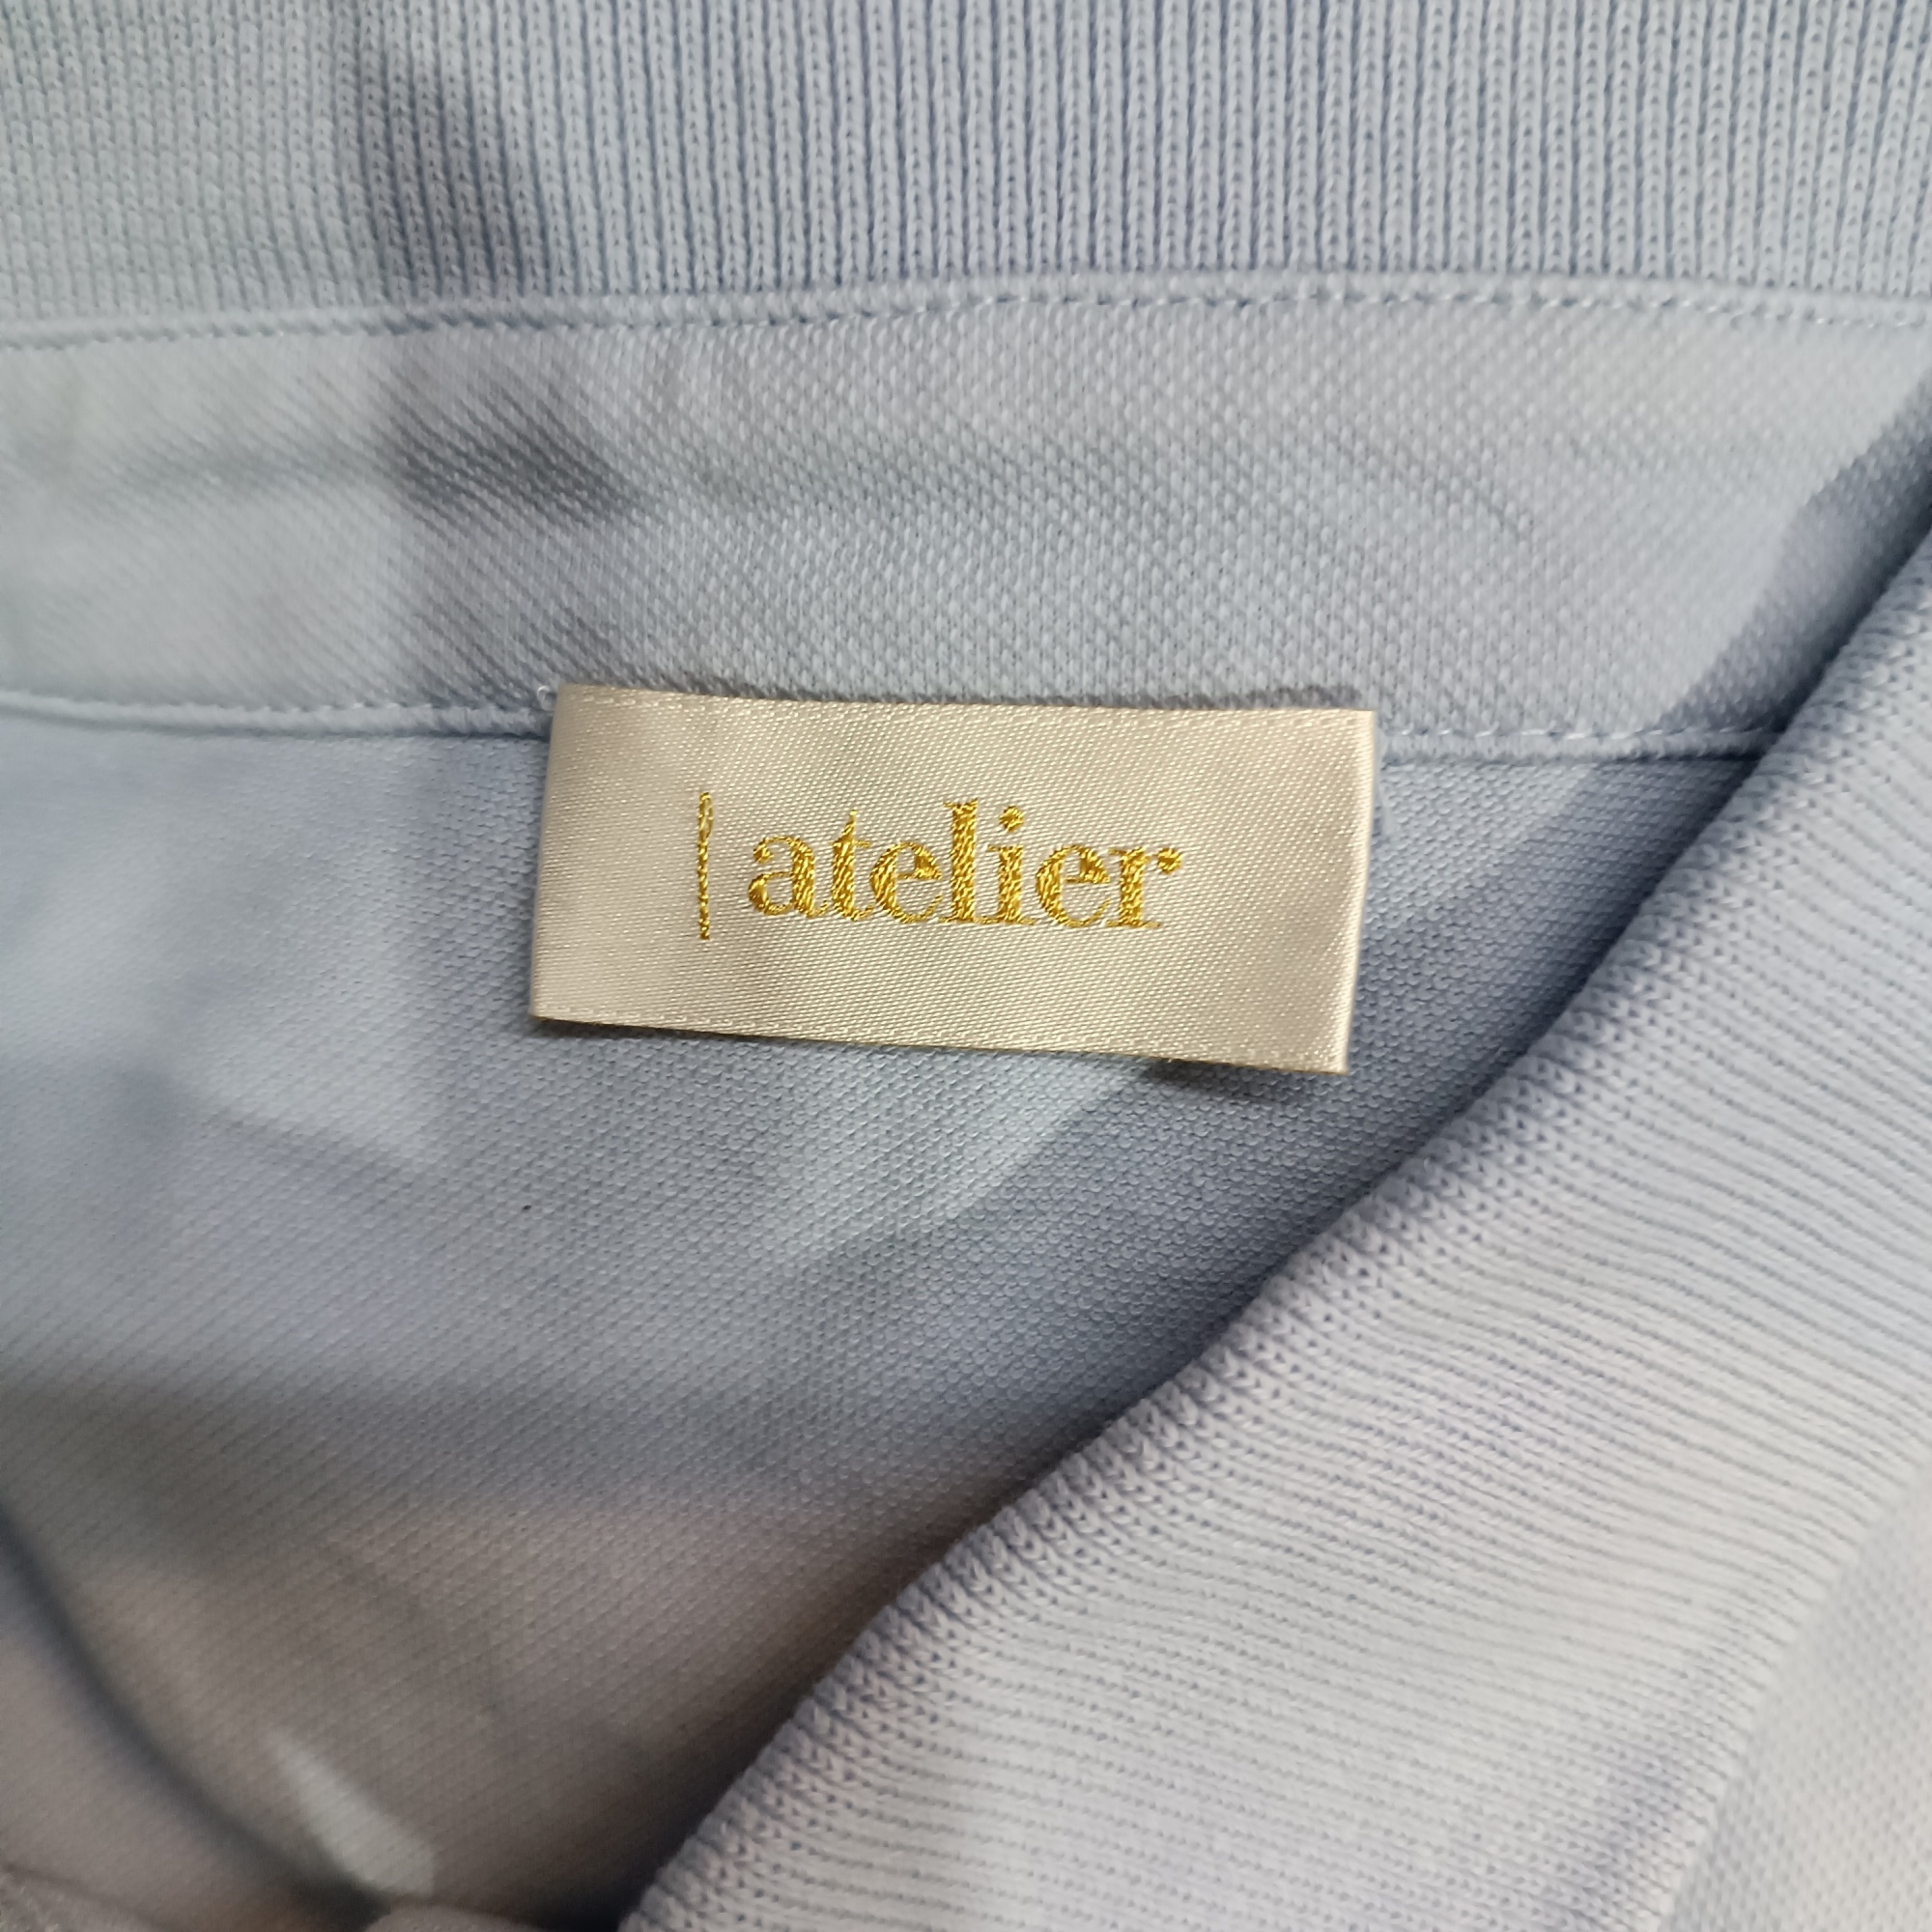 | atelier